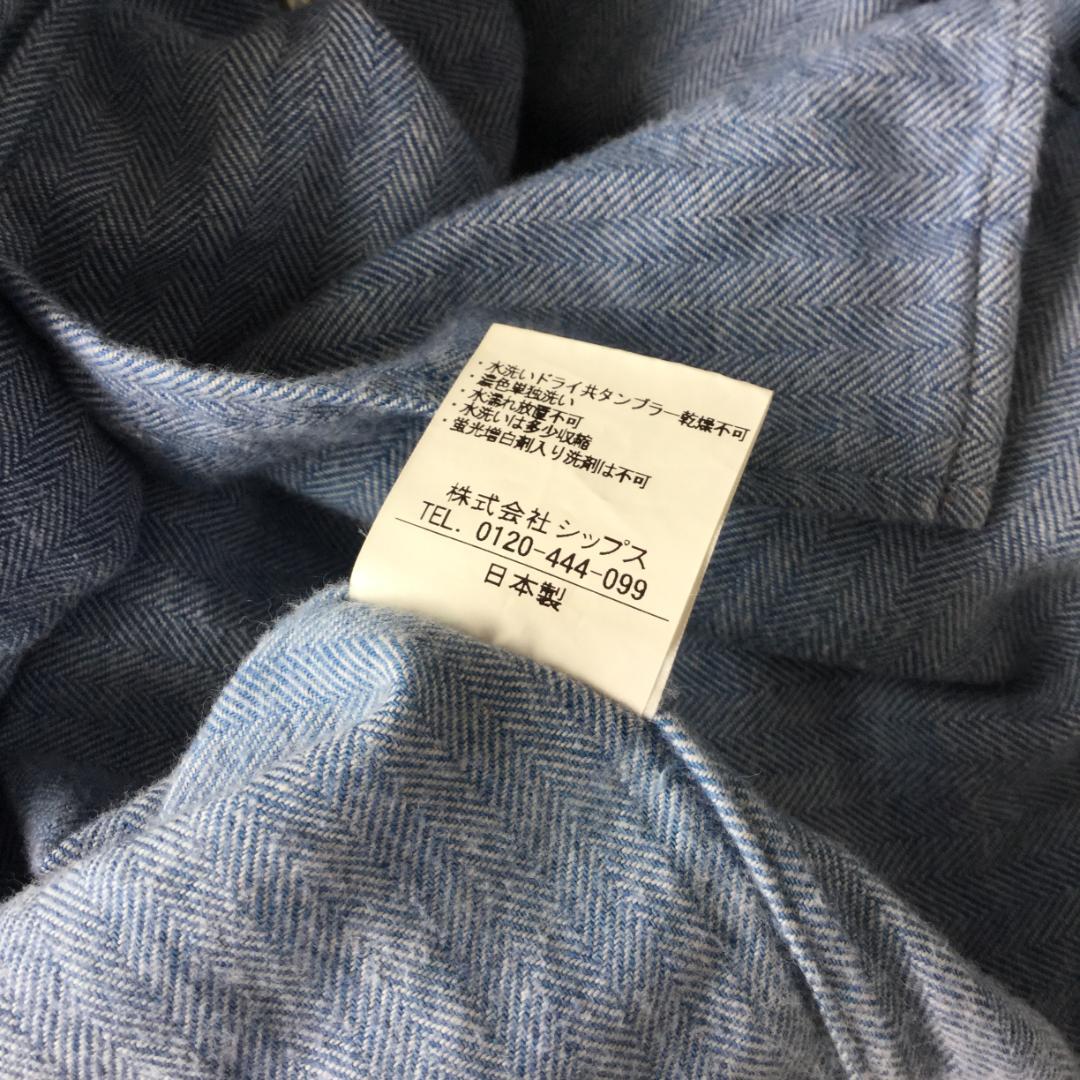 ・水洗いドライ共タンブラー乾燥不可
・濃色単独洗い
・水濡れ放置不可
・水洗いは多少収縮
・蛍光増白剤入り洗剤は不可
株式会社シップス
TEL. 0120-444-099
日本製